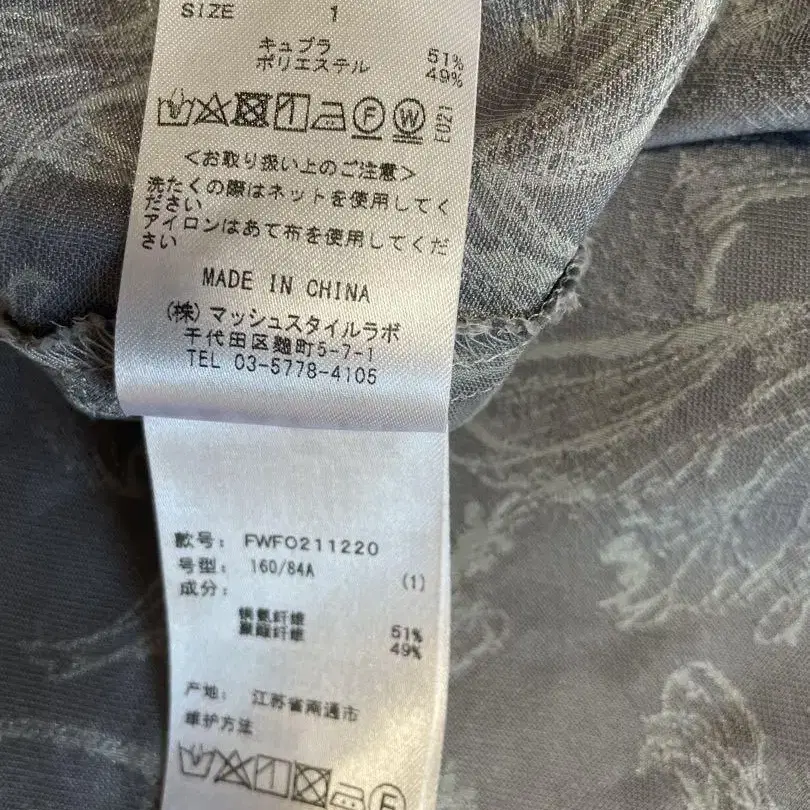 SIZE 1
キュプラ 51%
ポリエステル 49%
F W E021
<お取り扱い上のご注意>
洗たくの際はネットを使用してく
ださい
アイロンはあて布を使用してくだ
さい
MADE IN CHINA
(株)マッシュスタイルラボ
千代田区麹町5-7-1
TEL 03-5778-4105
款号: FWFO211220
号型: 160/84A (1)
成分:
铜氨纤维 51%
聚酯纤维 49%
产地: 江苏省南通市
维护方法
F